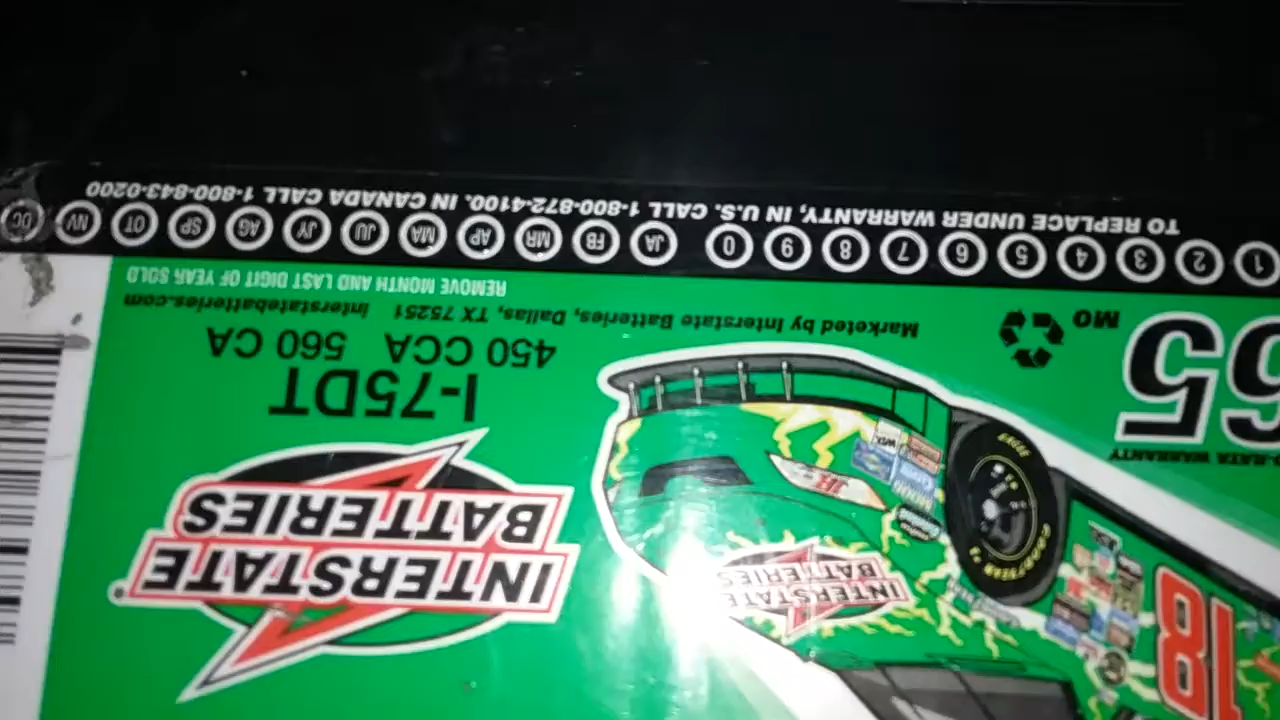 18
INTERSTATE
BATTERIES
INTERSTATE
BATTERIES
GOODYEAR
WARRANTY
65 MO
I-75DT
450 CCA 560 CA
Marketed by Interstate Batteries, Dallas, TX 75251 interstatebatteries.com
REMOVE MONTH AND LAST DIGIT OF YEAR SOLD
1 2 3 4 5 6 7 8 9 0 JA FB MR AP MA JU JY AG SP OT NV DC
TO REPLACE UNDER WARRANTY, IN U.S. CALL 1-800-872-4100. IN CANADA CALL 1-800-843-0200